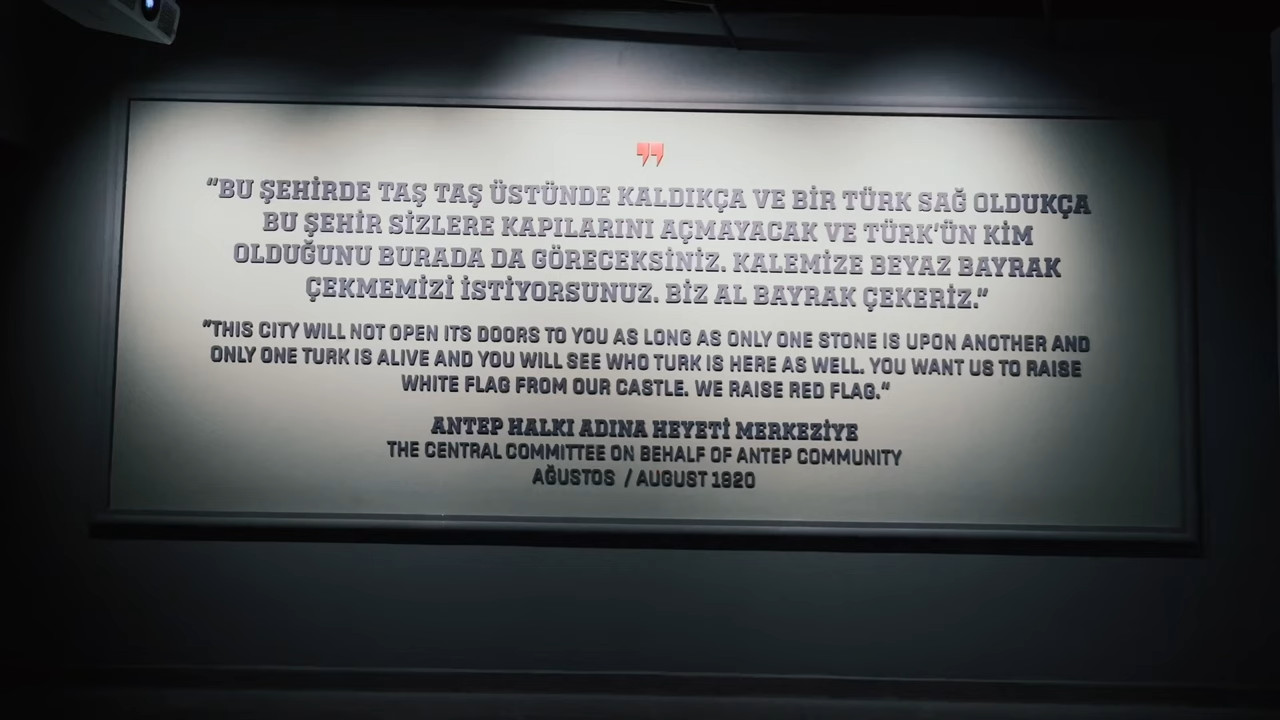 "BU ŞEHİRDE TAŞ TAŞ ÜSTÜNDE KALDIKÇA VE BİR TÜRK SAĞ OLDUKÇA
BU ŞEHİR SİZLERE KAPILARINI AÇMAYACAK VE TÜRK'ÜN KİM
OLDUĞUNU BURADA DA GÖRECEKSİNİZ. KALEMİZE BEYAZ BAYRAK
ÇEKMEMİZİ İSTİYORSUNUZ. BİZ AL BAYRAK ÇEKERİZ."
"THIS CITY WILL NOT OPEN ITS DOORS TO YOU AS LONG AS ONLY ONE STONE IS UPON ANOTHER AND
ONLY ONE TURK IS ALIVE AND YOU WILL SEE WHO TURK IS HERE AS WELL. YOU WANT US TO RAISE
WHITE FLAG FROM OUR CASTLE. WE RAISE RED FLAG."
ANTEP HALKI ADINA HEYETİ MERKEZİYE
THE CENTRAL COMMITTEE ON BEHALF OF ANTEP COMMUNITY
AĞUSTOS / AUGUST 1920